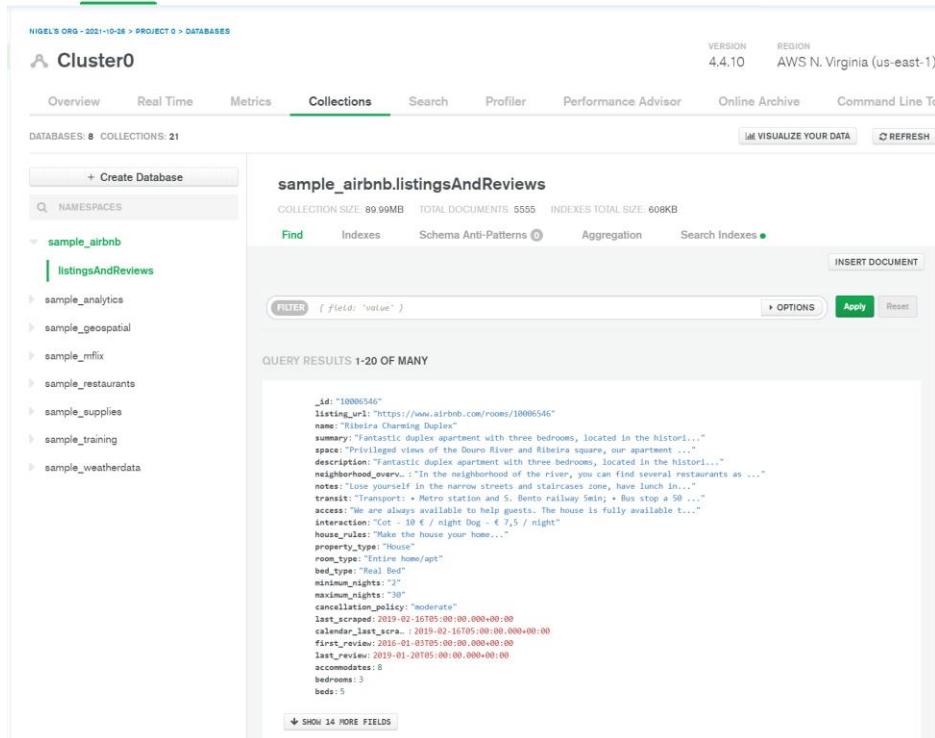 NIGEL'S ORG - 2021-10-26 > PROJECT 0 > DATABASES
Cluster0
VERSION
4.4.10
REGION
AWS N. Virginia (us-east-1)
Overview Real Time Metrics Collections Search Profiler Performance Advisor Online Archive Command Line To
DATABASES: 8 COLLECTIONS: 21
VISUALIZE YOUR DATA
REFRESH
+ Create Database
NAMESPACES
sample_airbnb
listingsAndReviews
sample_analytics
sample_geospatial
sample_mflix
sample_restaurants
sample_supplies
sample_training
sample_weatherdata
sample_airbnb.listingsAndReviews
COLLECTION SIZE: 89.99MB TOTAL DOCUMENTS: 5555 INDEXES TOTAL SIZE: 608KB
Find Indexes Schema Anti-Patterns 0 Aggregation Search Indexes
INSERT DOCUMENT
FILTER { field: 'value' } OPTIONS Apply Reset
QUERY RESULTS 1-20 OF MANY
_id: "10006546"
listing_url: "https://www.airbnb.com/rooms/10006546"
name: "Ribeira Charming Duplex"
summary: "Fantastic duplex apartment with three bedrooms, located in the histori..."
space: "Privileged views of the Douro River and Ribeira square, our apartment ..."
description: "Fantastic duplex apartment with three bedrooms, located in the histori..."
neighborhood_overv… : "In the neighborhood of the river, you can find several restaurants as ..."
notes: "Lose yourself in the narrow streets and staircases zone, have lunch in..."
transit: "Transport: • Metro station and S. Bento railway 5min; • Bus stop a 50 ..."
access: "We are always available to help guests. The house is fully available t..."
interaction: "Cot - 10 € / night Dog - € 7,5 / night"
house_rules: "Make the house your home..."
property_type: "House"
room_type: "Entire home/apt"
bed_type: "Real Bed"
minimum_nights: "2"
maximum_nights: "30"
cancellation_policy: "moderate"
last_scraped: 2019-02-16T05:00:00.000+00:00
calendar_last_scra… : 2019-02-16T05:00:00.000+00:00
first_review: 2016-01-03T05:00:00.000+00:00
last_review: 2019-01-20T05:00:00.000+00:00
accommodates: 8
bedrooms: 3
beds: 5
SHOW 14 MORE FIELDS